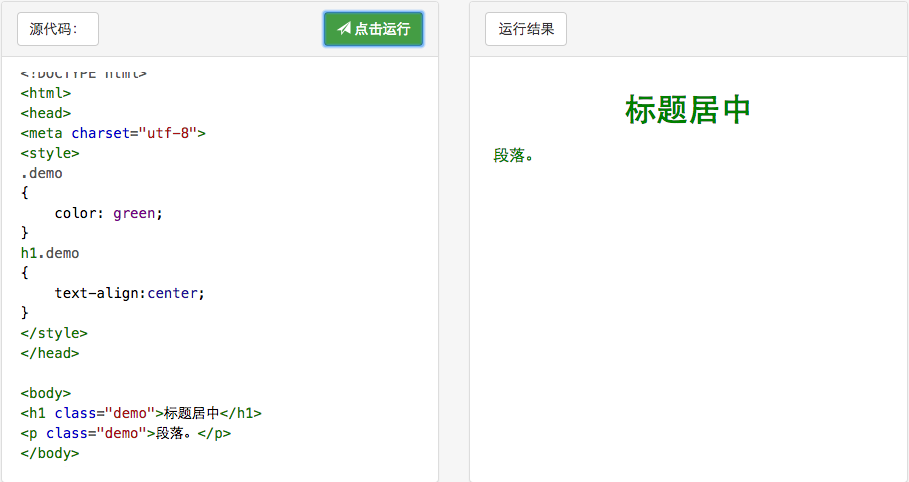 源代码：
点击运行
<!DOCTYPE html>
<html>
<head>
<meta charset="utf-8">
<style>
.demo
{
    color: green;
}
h1.demo
{
    text-align:center;
}
</style>
</head>

<body>
<h1 class="demo">标题居中</h1>
<p class="demo">段落。</p>
</body>
运行结果
标题居中
段落。